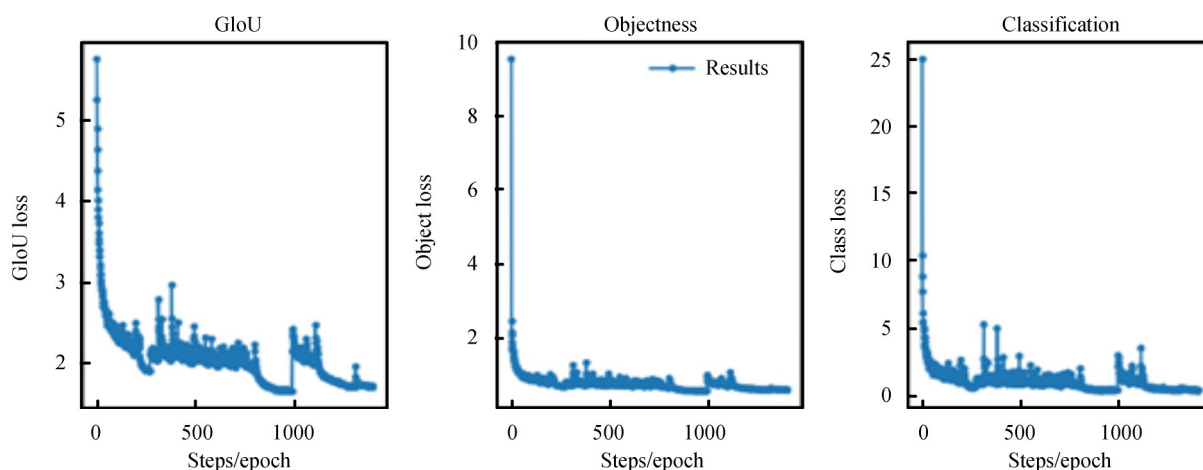 GIoU
5
4
3
2
GIoU loss
0 500 1000
Steps/epoch
Objectness
10
8
6
4
2
Object loss
Results
0 500 1000
Steps/epoch
Classification
25
20
15
10
5
0
Class loss
0 500 1000
Steps/epoch